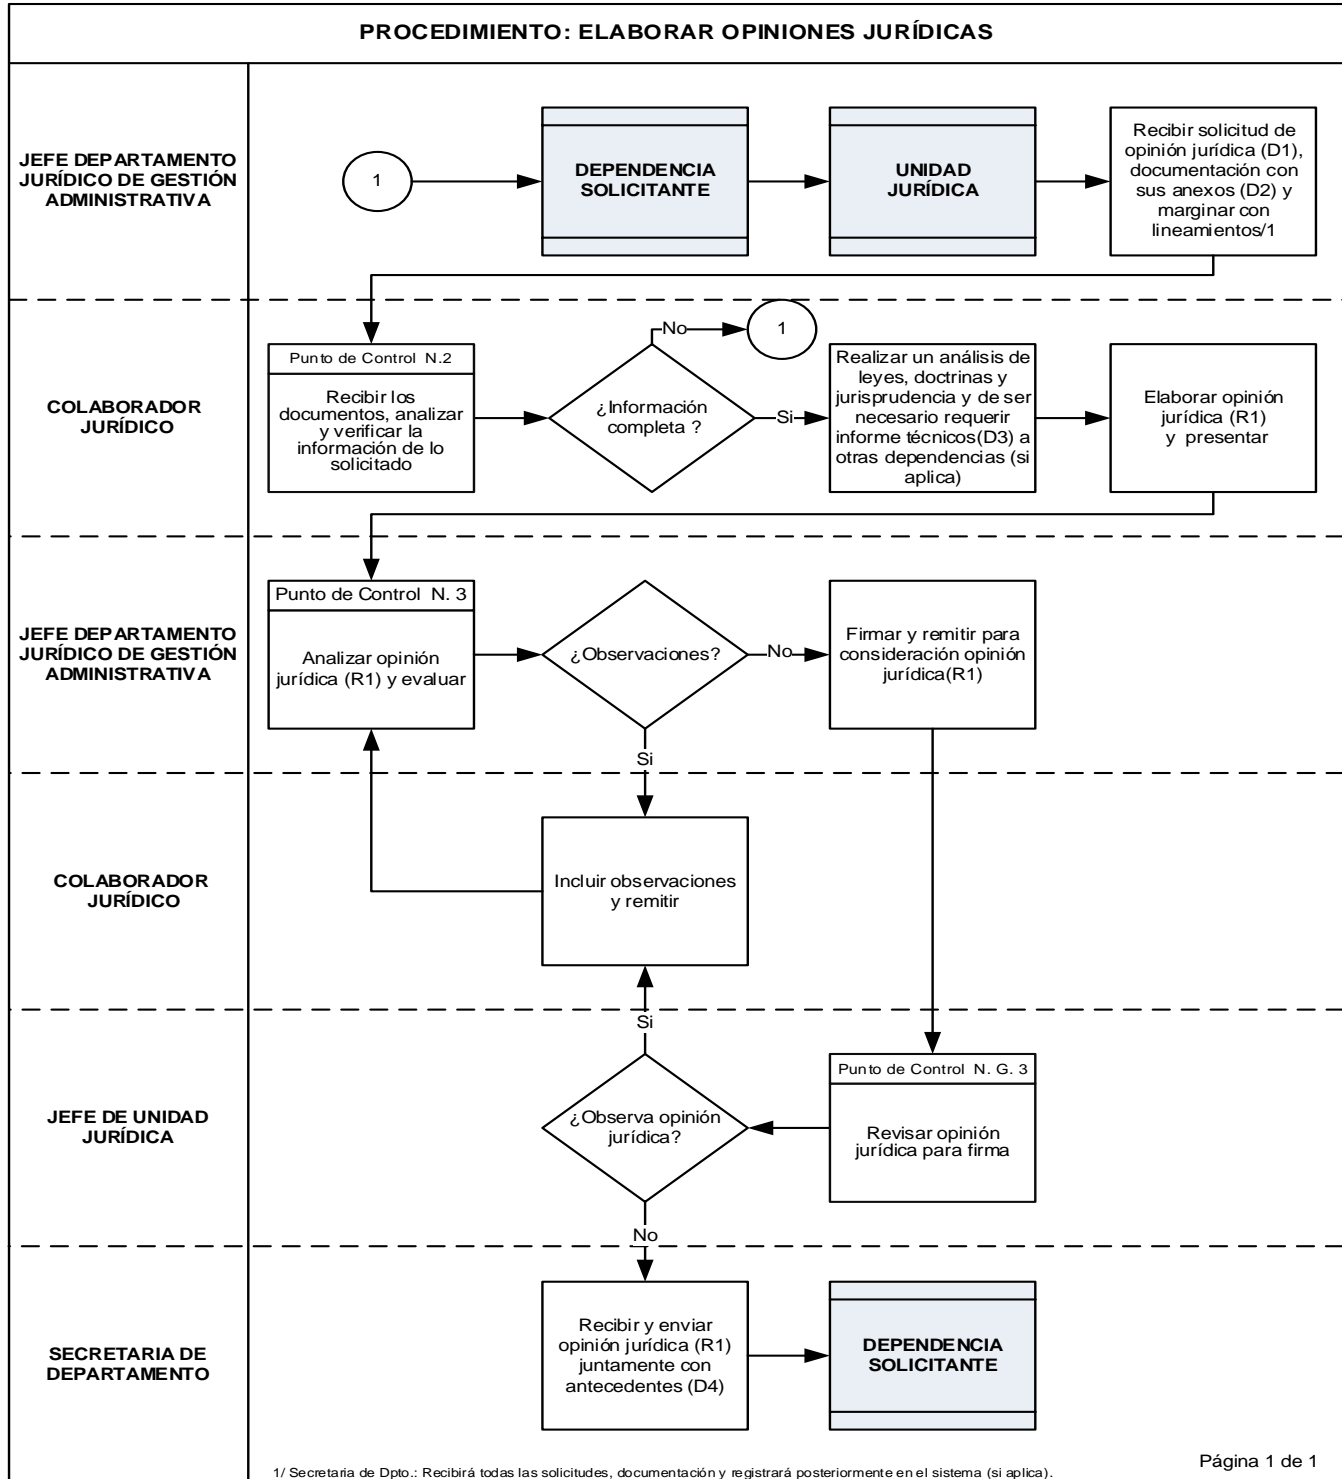 PROCEDIMIENTO: ELABORAR OPINIONES JURÍDICAS
JEFE DEPARTAMENTO
JURÍDICO DE GESTIÓN
ADMINISTRATIVA
1
DEPENDENCIA
SOLICITANTE
UNIDAD
JURÍDICA
Recibir solicitud de
opinión jurídica (D1),
documentación con
sus anexos (D2) y
marginar con
lineamientos/1
COLABORADOR
JURÍDICO
Punto de Control N.2
Recibir los
documentos, analizar
y verificar la
información de lo
solicitado
¿Información
completa ?
No
1
Si
Realizar un análisis de
leyes, doctrinas y
jurisprudencia y de ser
necesario requerir
informe técnicos(D3) a
otras dependencias (si
aplica)
Elaborar opinión
jurídica (R1)
y presentar
JEFE DEPARTAMENTO
JURÍDICO DE GESTIÓN
ADMINISTRATIVA
Punto de Control N. 3
Analizar opinión
jurídica (R1) y evaluar
¿Observaciones?
No
Si
Firmar y remitir para
consideración opinión
jurídica(R1)
COLABORADOR
JURÍDICO
Incluir observaciones
y remitir
Si
JEFE DE UNIDAD
JURÍDICA
¿Observa opinión
jurídica?
Punto de Control N. G. 3
Revisar opinión
jurídica para firma
No
SECRETARIA DE
DEPARTAMENTO
Recibir y enviar
opinión jurídica (R1)
juntamente con
antecedentes (D4)
DEPENDENCIA
SOLICITANTE
1/ Secretaria de Dpto.: Recibirá todas las solicitudes, documentación y registrará posteriormente en el sistema (si aplica).
Página 1 de 1